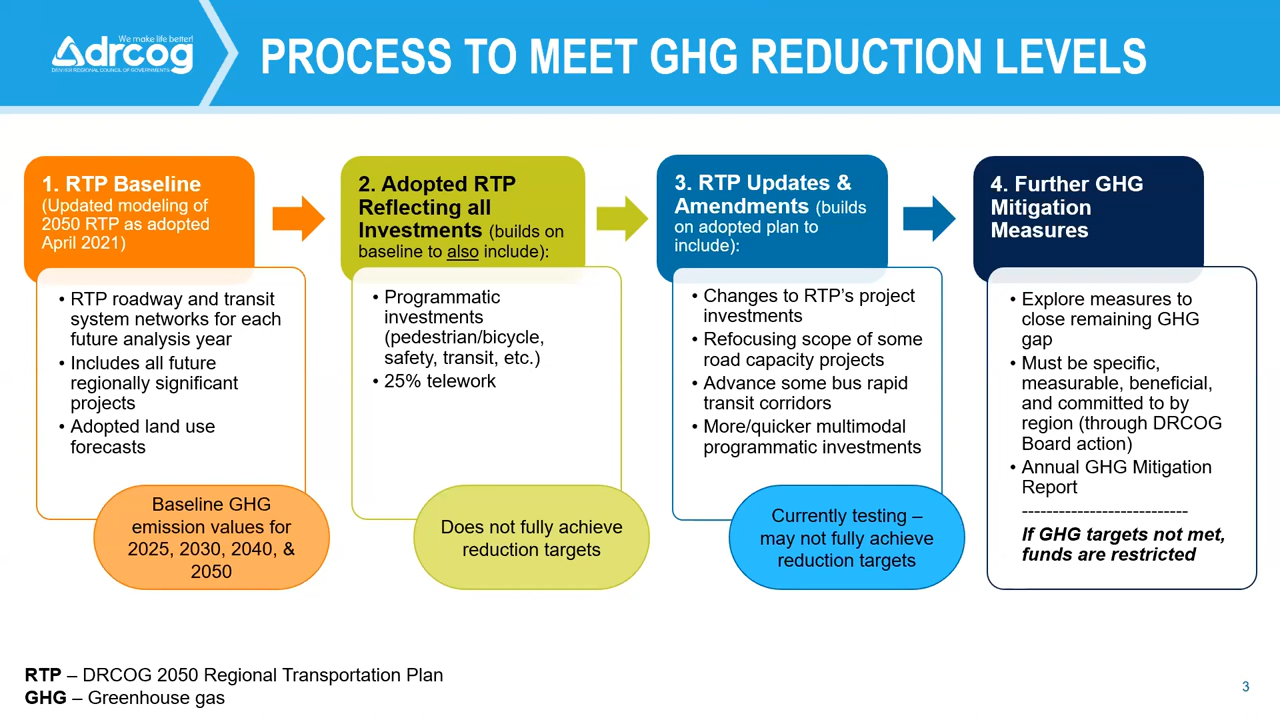 We make life better!
drcog
DENVER REGIONAL COUNCIL OF GOVERNMENTS
PROCESS TO MEET GHG REDUCTION LEVELS
1. RTP Baseline
(Updated modeling of
2050 RTP as adopted
April 2021)
• RTP roadway and transit
system networks for each
future analysis year
• Includes all future
regionally significant
projects
• Adopted land use
forecasts
Baseline GHG
emission values for
2025, 2030, 2040, &
2050
2. Adopted RTP
Reflecting all
Investments (builds on
baseline to also include):
• Programmatic
investments
(pedestrian/bicycle,
safety, transit, etc.)
• 25% telework
Does not fully achieve
reduction targets
3. RTP Updates &
Amendments (builds
on adopted plan to
include):
• Changes to RTP's project
investments
• Refocusing scope of some
road capacity projects
• Advance some bus rapid
transit corridors
• More/quicker multimodal
programmatic investments
Currently testing –
may not fully achieve
reduction targets
4. Further GHG
Mitigation
Measures
• Explore measures to
close remaining GHG
gap
• Must be specific,
measurable, beneficial,
and committed to by
region (through DRCOG
Board action)
• Annual GHG Mitigation
Report
---------------------------
If GHG targets not met,
funds are restricted
RTP – DRCOG 2050 Regional Transportation Plan
GHG – Greenhouse gas
3